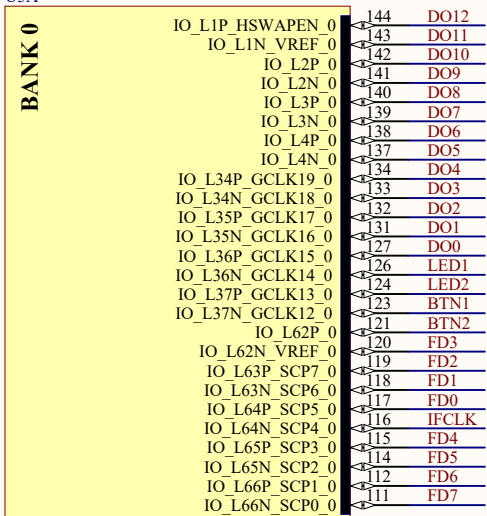 BANK 0
IO_L1P_HSWAPEN_0 144 DO12
IO_L1N_VREF_0 143 DO11
IO_L2P_0 142 DO10
IO_L2N_0 141 DO9
IO_L3P_0 140 DO8
IO_L3N_0 139 DO7
IO_L4P_0 138 DO6
IO_L4N_0 137 DO5
IO_L34P_GCLK19_0 134 DO4
IO_L34N_GCLK18_0 133 DO3
IO_L35P_GCLK17_0 132 DO2
IO_L35N_GCLK16_0 131 DO1
IO_L36P_GCLK15_0 127 DO0
IO_L36N_GCLK14_0 126 LED1
IO_L37P_GCLK13_0 124 LED2
IO_L37N_GCLK12_0 123 BTN1
IO_L62P_0 121 BTN2
IO_L62N_VREF_0 120 FD3
IO_L63P_SCP7_0 119 FD2
IO_L63N_SCP6_0 118 FD1
IO_L64P_SCP5_0 117 FD0
IO_L64N_SCP4_0 116 IFCLK
IO_L65P_SCP3_0 115 FD4
IO_L65N_SCP2_0 114 FD5
IO_L66P_SCP1_0 112 FD6
IO_L66N_SCP0_0 111 FD7